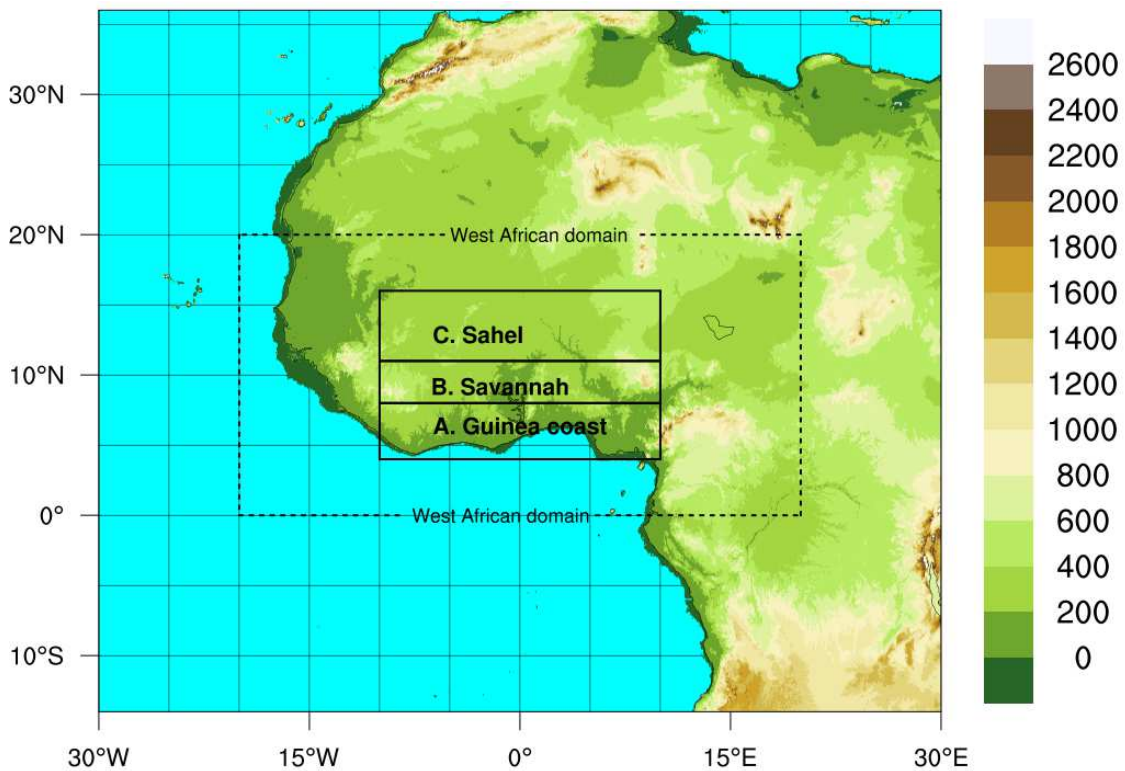 30°N
20°N
10°N
0°
10°S
30°W
15°W
0°
15°E
30°E
West African domain
C. Sahel
B. Savannah
A. Guinea coast
West African domain
2600
2400
2200
2000
1800
1600
1400
1200
1000
800
600
400
200
0